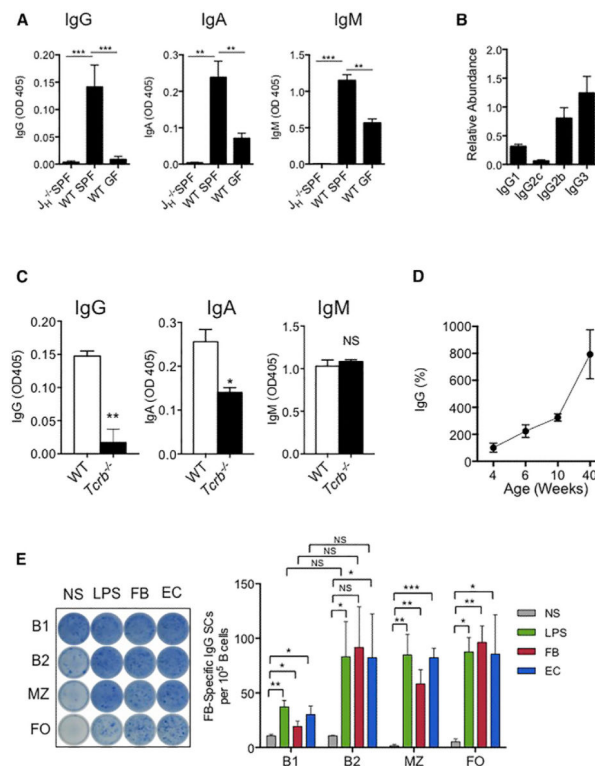 A
IgG
IgA
IgM
B
IgG (OD 405)
0.20
0.15
0.10
0.05
0.00
***
***
JH-/-SPF
WT SPF
WT GF
IgA (OD 405)
0.4
0.3
0.2
0.1
0.0
**
**
JH-/-SPF
WT SPF
WT GF
IgM (OD 405)
1.5
1.0
0.5
0.0
***
**
JH-/-SPF
WT SPF
WT GF
Relative Abundance
2.0
1.5
1.0
0.5
0.0
IgG1
IgG2c
IgG2b
IgG3
C
IgG
IgA
IgM
D
IgG (OD405)
0.20
0.15
0.10
0.05
0.00
**
WT
Tcrb-/-
IgA (OD 405)
0.3
0.2
0.1
0.0
*
WT
Tcrb-/-
IgM (OD405)
1.5
1.0
0.5
0.0
NS
WT
Tcrb-/-
IgG (%)
1000
800
600
400
200
0
4 6 10 40
Age (Weeks)
E
NS LPS FB EC
B1
B2
MZ
FO
FB-Specific IgG SCs
per 10⁵ B cells
150
100
50
0
NS
NS
NS
**
*
*
*
NS
*
**
**
***
*
**
*
B1 B2 MZ FO
NS
LPS
FB
EC